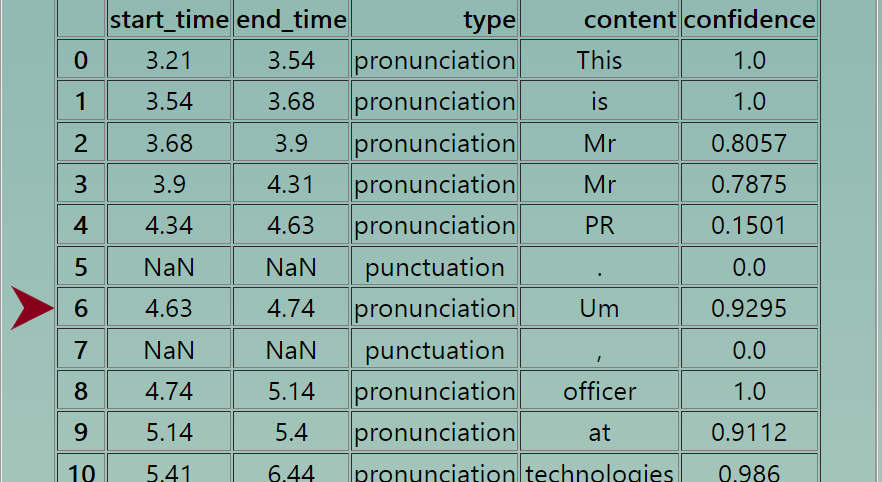 start_time end_time type content confidence
0 3.21 3.54 pronunciation This 1.0
1 3.54 3.68 pronunciation is 1.0
2 3.68 3.9 pronunciation Mr 0.8057
3 3.9 4.31 pronunciation Mr 0.7875
4 4.34 4.63 pronunciation PR 0.1501
5 NaN NaN punctuation . 0.0
6 4.63 4.74 pronunciation Um 0.9295
7 NaN NaN punctuation , 0.0
8 4.74 5.14 pronunciation officer 1.0
9 5.14 5.4 pronunciation at 0.9112
10 5.41 6.44 pronunciation technologies 0.986